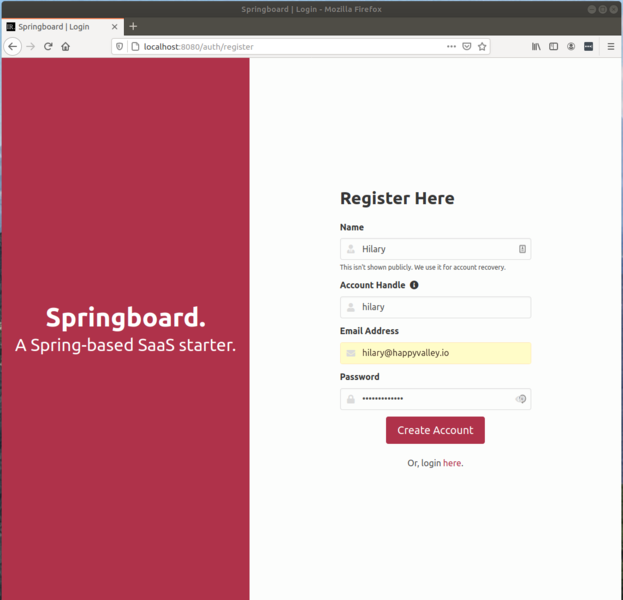 Springboard | Login - Mozilla Firefox
Springboard | Login
localhost:8080/auth/register
Springboard.
A Spring-based SaaS starter.
Register Here
Name
Hilary
This isn't shown publicly. We use it for account recovery.
Account Handle
hilary
Email Address
hilary@happyvalley.io
Password
•••••••••••••
Create Account
Or, login here.